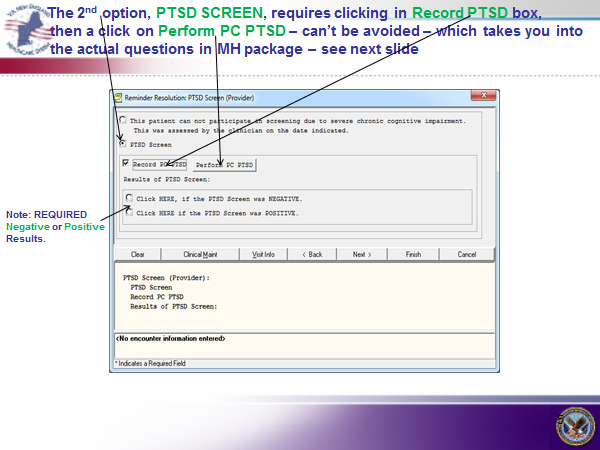 The 2nd option, PTSD SCREEN, requires clicking in Record PTSD box,
then a click on Perform PC PTSD – can't be avoided – which takes you into
the actual questions in MH package – see next slide
Reminder Resolution: PTSD Screen (Provider)
This patient can not participate in screening due to severe chronic cognitive impairment.
This was assessed by the clinician on the date indicated.
PTSD Screen
Record PC PTSD Perform PC PTSD
Results of PTSD Screen:
Click HERE, if the PTSD Screen was NEGATIVE.
Click HERE if the PTSD Screen was POSITIVE.
Note: REQUIRED
Negative or Positive
Results.
Clear Clinical Maint Visit Info < Back Next > Finish Cancel
PTSD Screen (Provider):
PTSD Screen
Record PC PTSD
Results of PTSD Screen:
<No encounter information entered>
* Indicates a Required Field